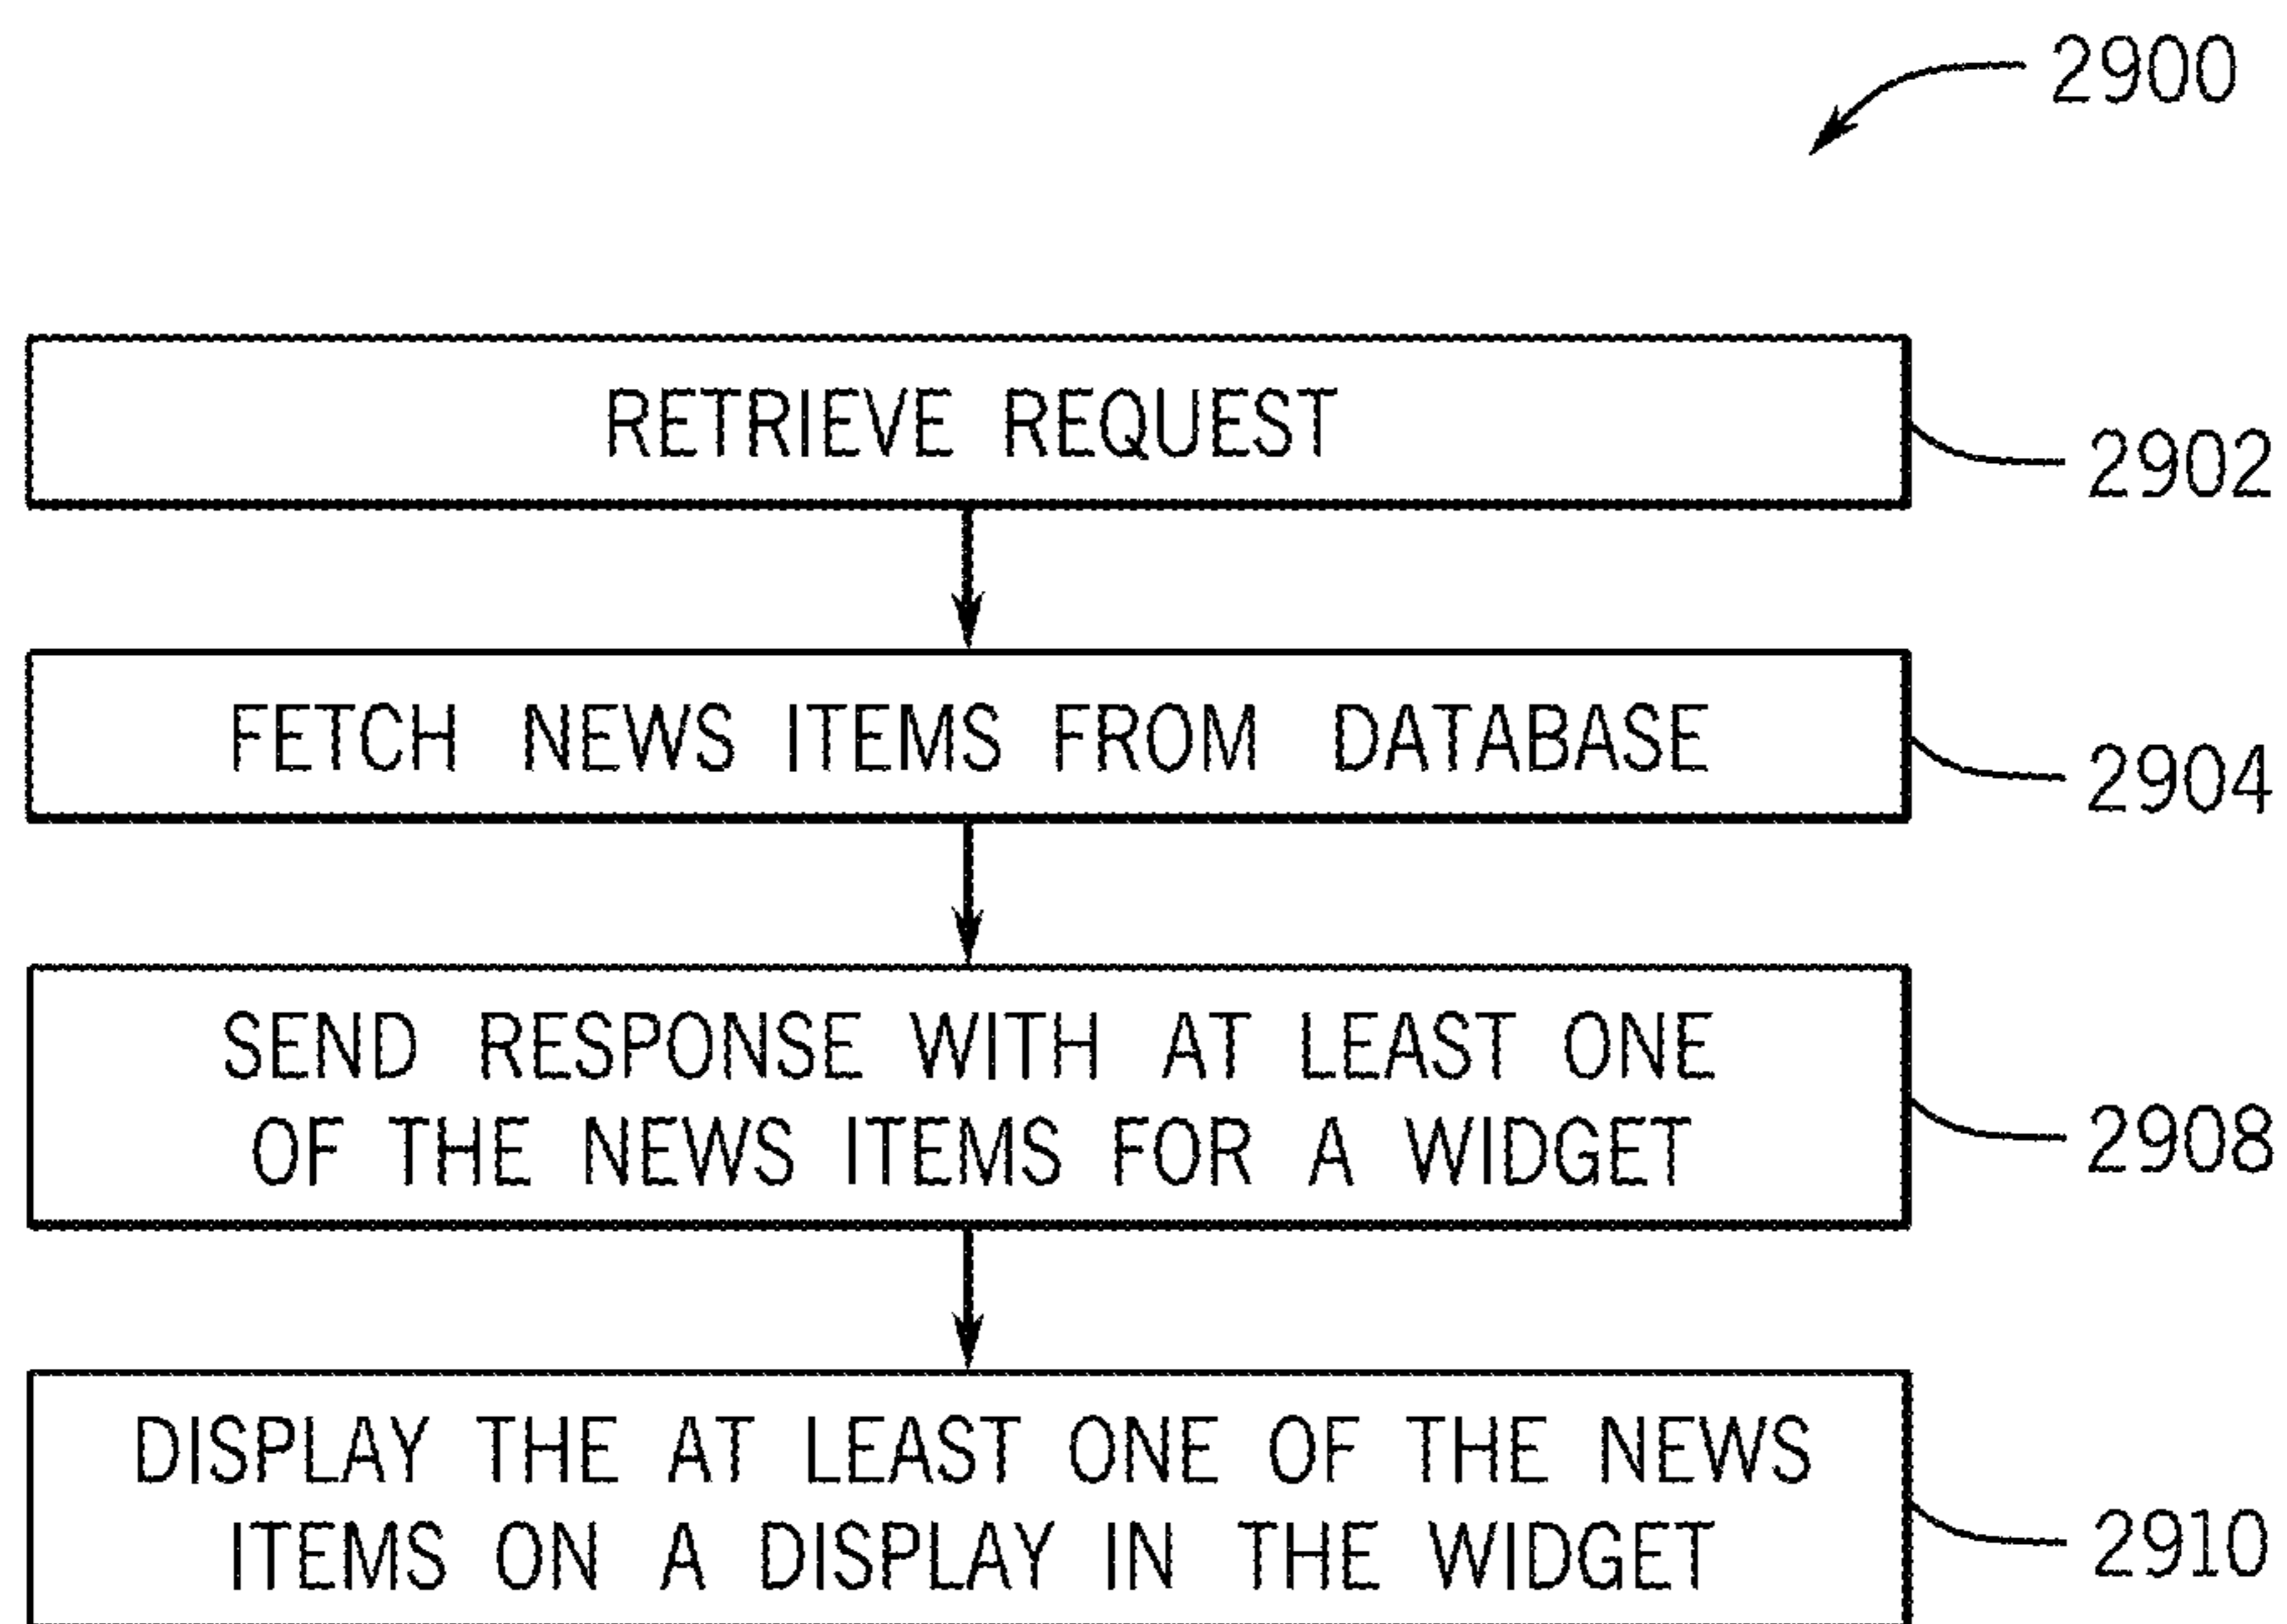 2900
RETRIEVE REQUEST
2902
FETCH NEWS ITEMS FROM DATABASE
2904
SEND RESPONSE WITH AT LEAST ONE
OF THE NEWS ITEMS FOR A WIDGET
2908
DISPLAY THE AT LEAST ONE OF THE NEWS
ITEMS ON A DISPLAY IN THE WIDGET
2910